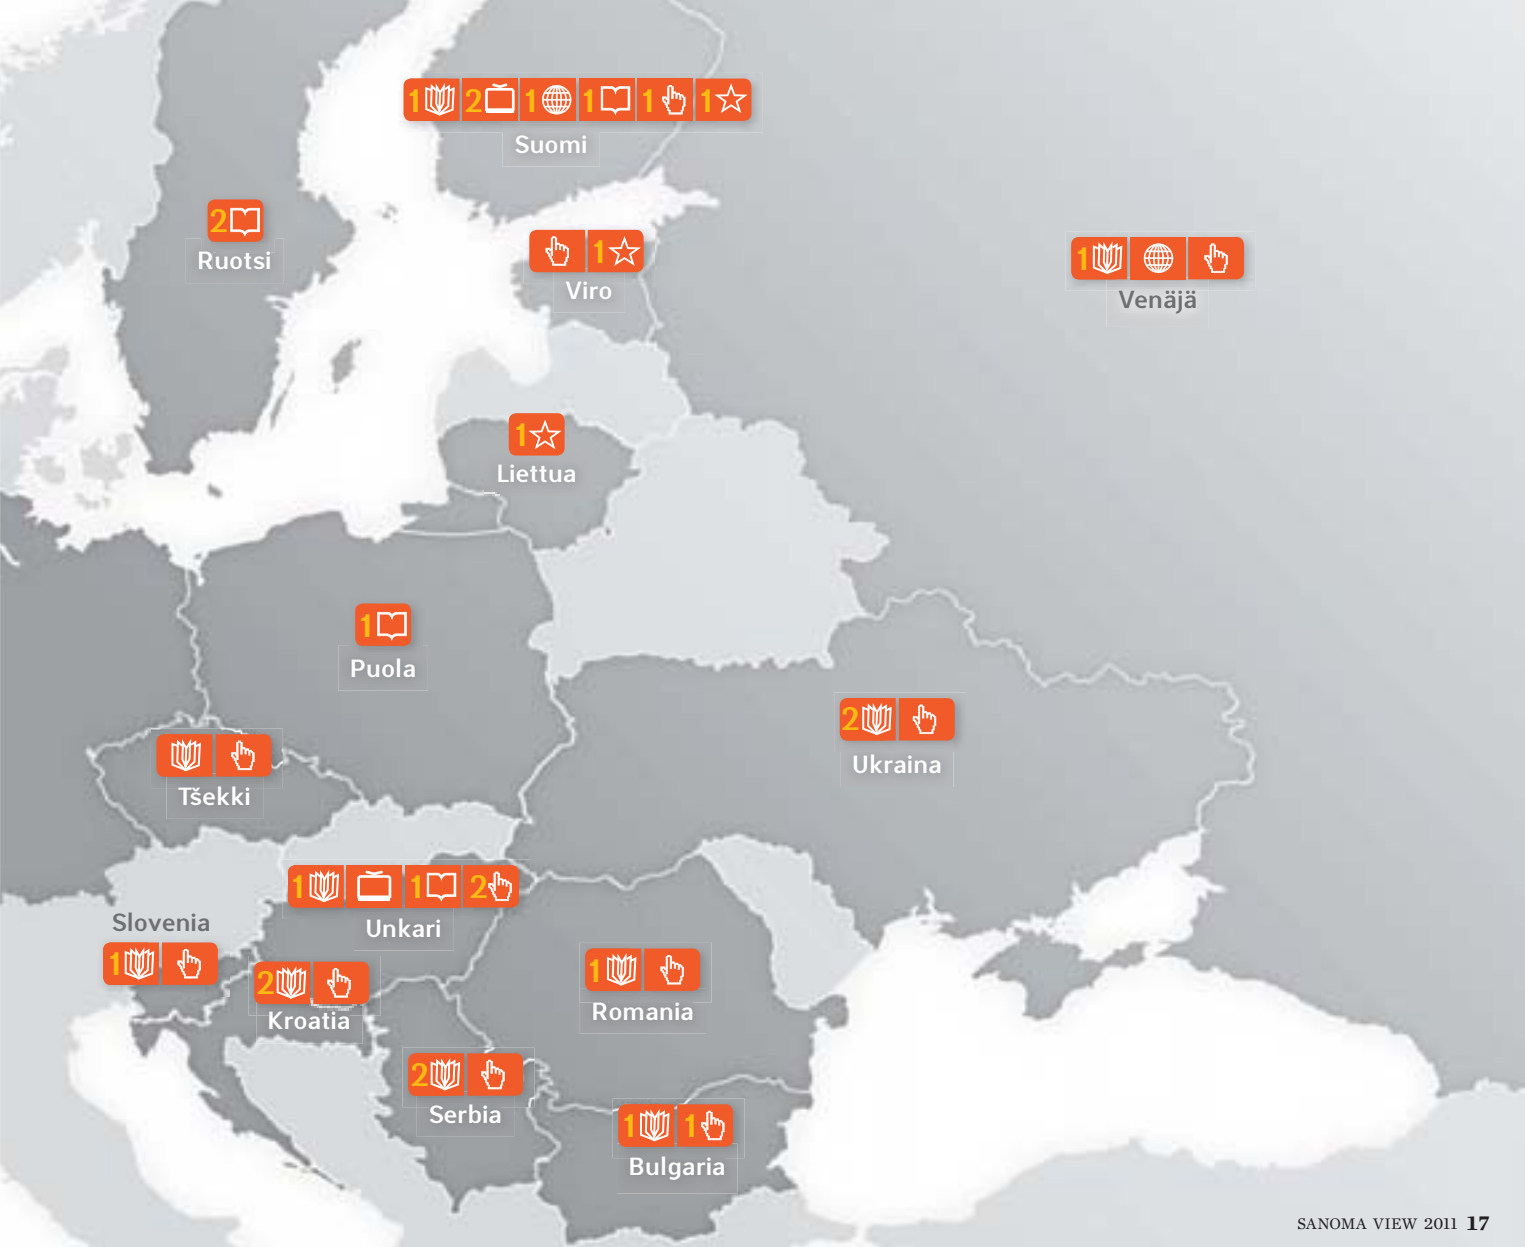 1 2 1 1 1 1
Suomi
2
Ruotsi
1
Viro
1
Venäjä
1
Liettua
1
Puola
2
Ukraina
Tšekki
1 1 2
Unkari
Slovenia
1
2
Kroatia
1
Romania
2
Serbia
1 1
Bulgaria
SANOMA VIEW 2011 17